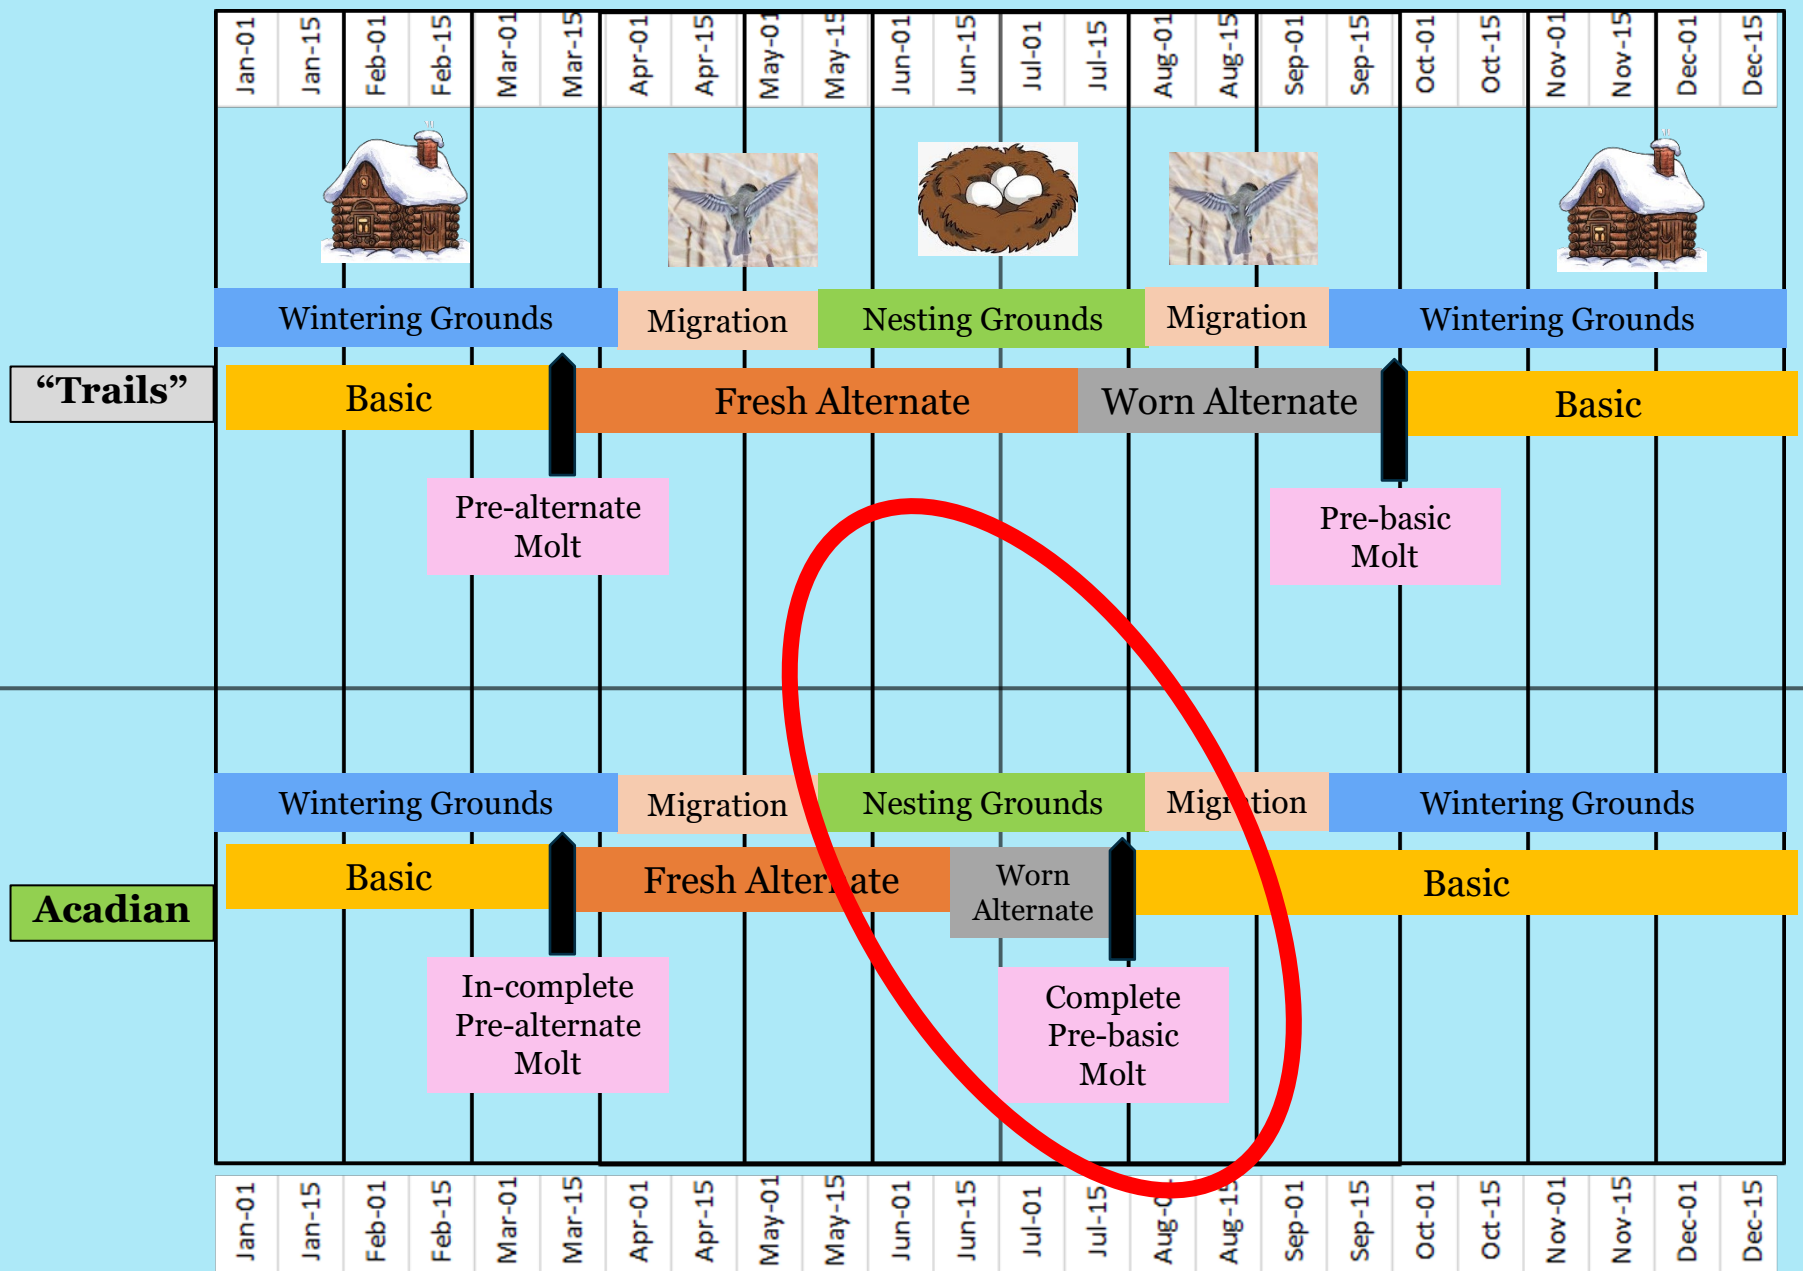 Jan-01 Jan-15 Feb-01 Feb-15 Mar-01 Mar-15 Apr-01 Apr-15 May-01 May-15 Jun-01 Jun-15 Jul-01 Jul-15 Aug-01 Aug-15 Sep-01 Sep-15 Oct-01 Oct-15 Nov-01 Nov-15 Dec-01 Dec-15
Wintering Grounds Migration Nesting Grounds Migration Wintering Grounds
“Trails”
Basic Fresh Alternate Worn Alternate Basic
Pre-alternate
Molt
Pre-basic
Molt
Wintering Grounds Migration Nesting Grounds Migration Wintering Grounds
Acadian
Basic Fresh Alternate
Worn
Alternate
Basic
In-complete
Pre-alternate
Molt
Complete
Pre-basic
Molt
Jan-01 Jan-15 Feb-01 Feb-15 Mar-01 Mar-15 Apr-01 Apr-15 May-01 May-15 Jun-01 Jun-15 Jul-01 Jul-15 Aug-01 Aug-15 Sep-01 Sep-15 Oct-01 Oct-15 Nov-01 Nov-15 Dec-01 Dec-15